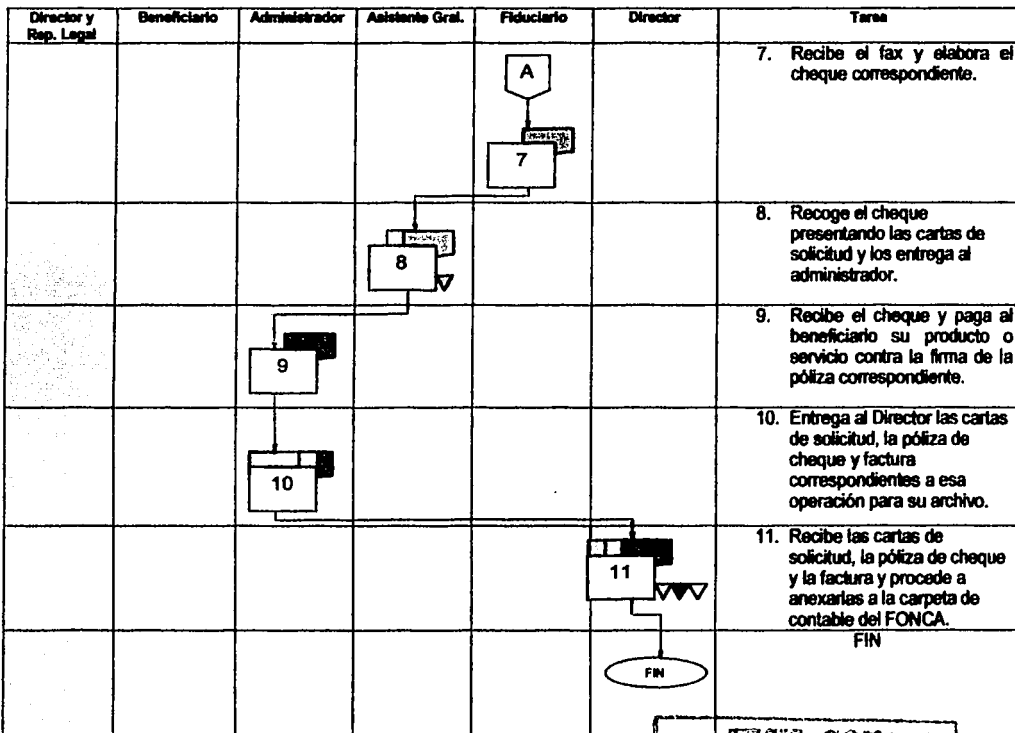 Director y
Rep. Legal
Beneficiario
Administrador
Asistente Gral.
Fiduciario
Director
Tarea
A
7. Recibe el fax y elabora el
cheque correspondiente.
7
8. Recoge el cheque
presentando las cartas de
solicitud y los entrega al
administrador.
8
9. Recibe el cheque y paga al
beneficiario su producto o
servicio contra la firma de la
póliza correspondiente.
9
10. Entrega al Director las cartas
de solicitud, la póliza de
cheque y factura
correspondientes a esa
operación para su archivo.
10
11. Recibe las cartas de
solicitud, la póliza de cheque
y la factura y procede a
anexarlas a la carpeta de
contable del FONCA.
11
FIN
FIN